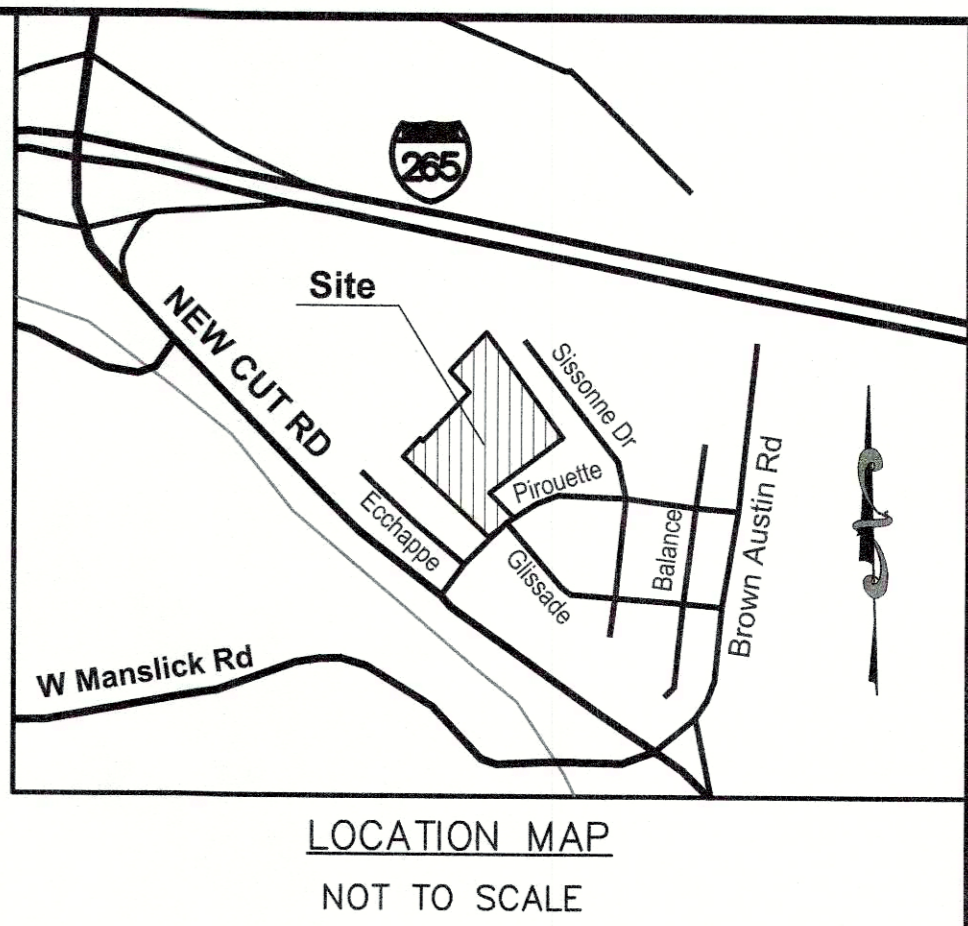 265
Site
NEW CUT RD
Sissonne Dr
Pirouette
Ecchappe
Glissade
Balance
Brown Austin Rd
W Manslick Rd
LOCATION MAP
NOT TO SCALE